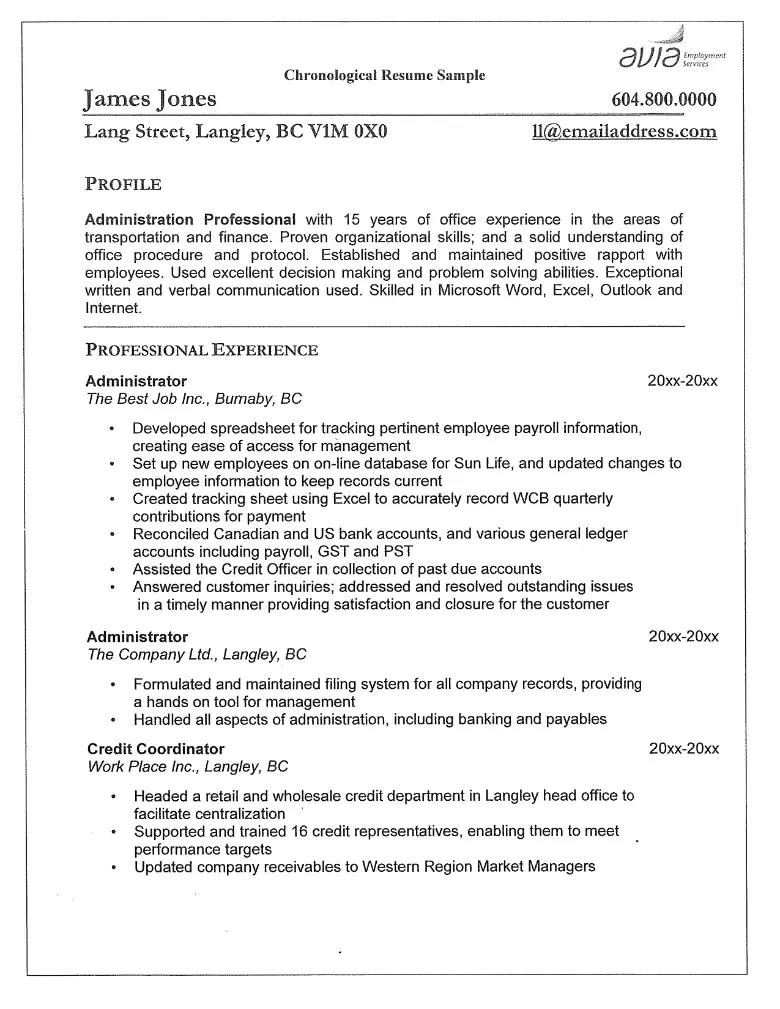 avia Employment
Services
Chronological Resume Sample
James Jones 604.800.0000
Lang Street, Langley, BC V1M 0X0 ll@emailaddress.com
PROFILE
Administration Professional with 15 years of office experience in the areas of
transportation and finance. Proven organizational skills; and a solid understanding of
office procedure and protocol. Established and maintained positive rapport with
employees. Used excellent decision making and problem solving abilities. Exceptional
written and verbal communication used. Skilled in Microsoft Word, Excel, Outlook and
Internet.
PROFESSIONAL EXPERIENCE
Administrator 20xx-20xx
The Best Job Inc., Burnaby, BC
• Developed spreadsheet for tracking pertinent employee payroll information,
creating ease of access for management
• Set up new employees on on-line database for Sun Life, and updated changes to
employee information to keep records current
• Created tracking sheet using Excel to accurately record WCB quarterly
contributions for payment
• Reconciled Canadian and US bank accounts, and various general ledger
accounts including payroll, GST and PST
• Assisted the Credit Officer in collection of past due accounts
• Answered customer inquiries; addressed and resolved outstanding issues
in a timely manner providing satisfaction and closure for the customer
Administrator 20xx-20xx
The Company Ltd., Langley, BC
• Formulated and maintained filing system for all company records, providing
a hands on tool for management
• Handled all aspects of administration, including banking and payables
Credit Coordinator 20xx-20xx
Work Place Inc., Langley, BC
• Headed a retail and wholesale credit department in Langley head office to
facilitate centralization
• Supported and trained 16 credit representatives, enabling them to meet
performance targets
• Updated company receivables to Western Region Market Managers